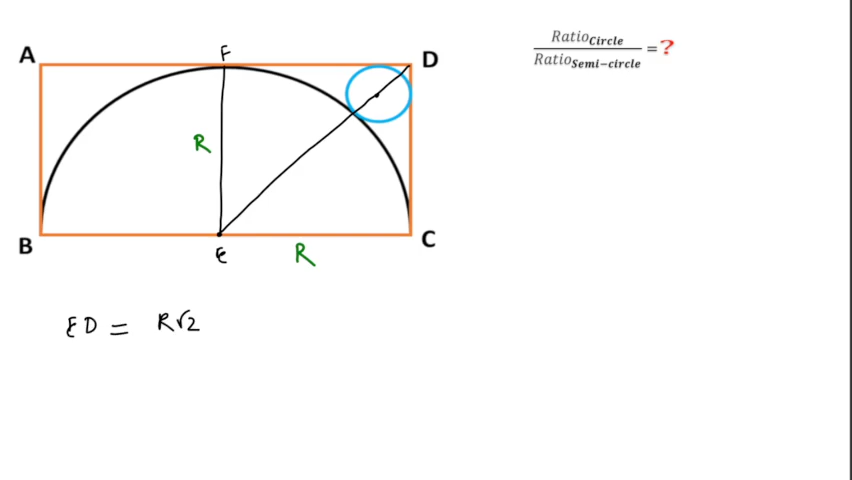 A
F
D
R
B
E
R
C
ED = R√2
Ratio_Circle
Ratio_Semi-circle
=?